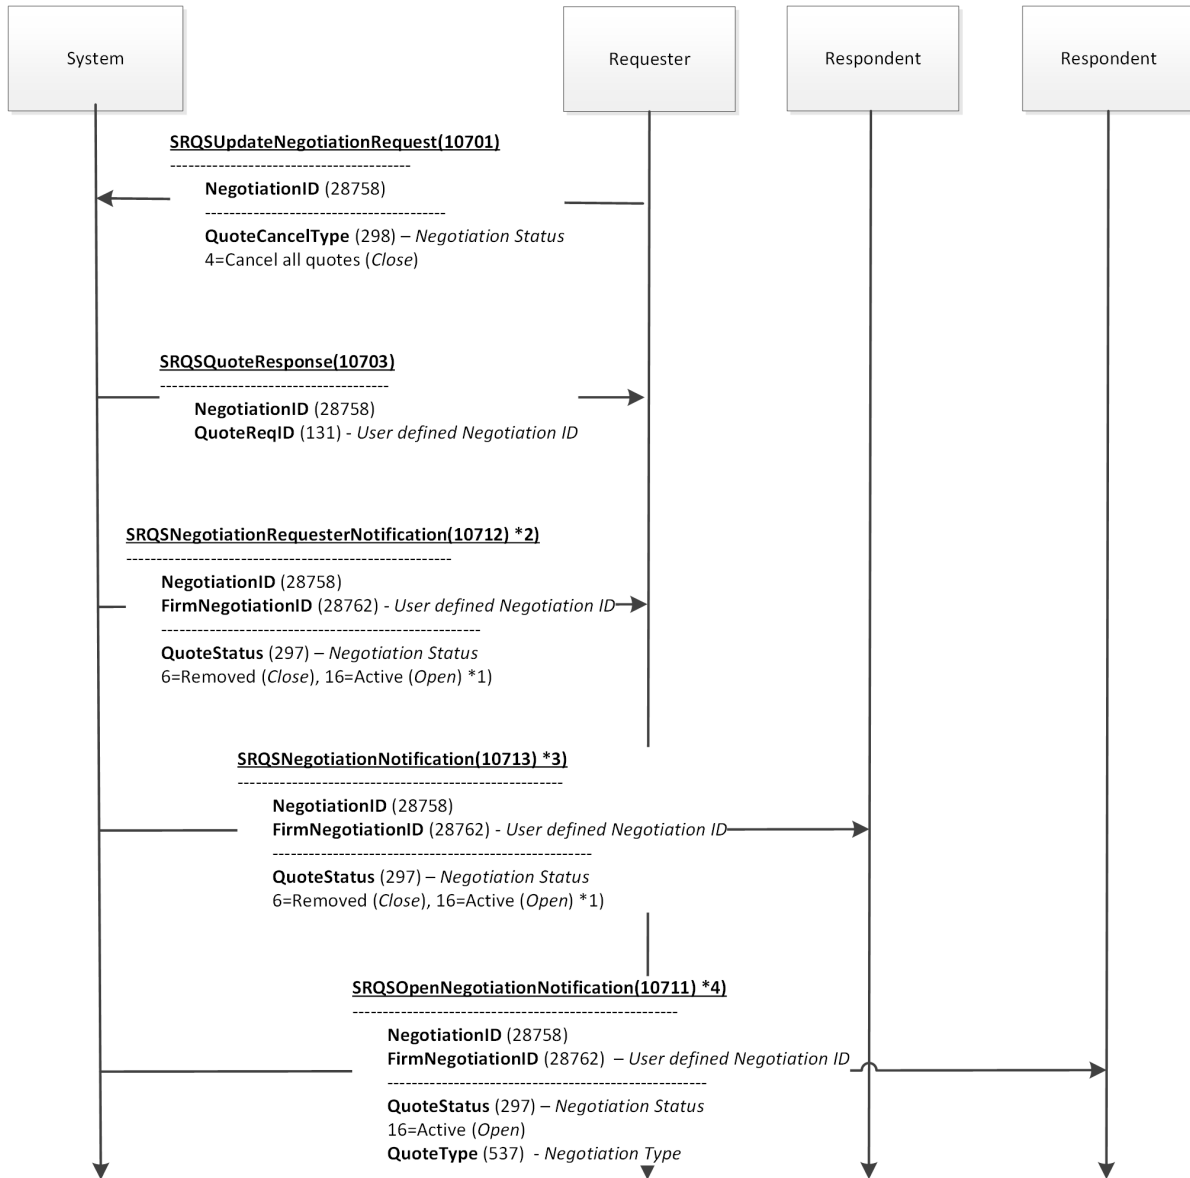 System
Requester
Respondent
Respondent
SRQSUpdateNegotiationRequest(10701)
----------------------------------------
NegotiationID (28758)
----------------------------------------
QuoteCancelType (298) – Negotiation Status
4=Cancel all quotes (Close)
SRQSQuoteResponse(10703)
--------------------------------------
NegotiationID (28758)
QuoteReqID (131) - User defined Negotiation ID
SRQSNegotiationRequesterNotification(10712) *2)
------------------------------------------------------
NegotiationID (28758)
FirmNegotiationID (28762) - User defined Negotiation ID
-----------------------------------------------------
QuoteStatus (297) – Negotiation Status
6=Removed (Close), 16=Active (Open) *1)
SRQSNegotiationNotification(10713) *3)
------------------------------------------------------
NegotiationID (28758)
FirmNegotiationID (28762) - User defined Negotiation ID
-----------------------------------------------------
QuoteStatus (297) – Negotiation Status
6=Removed (Close), 16=Active (Open) *1)
SRQSOpenNegotiationNotification(10711) *4)
------------------------------------------------------
NegotiationID (28758)
FirmNegotiationID (28762) – User defined Negotiation ID
-----------------------------------------------------
QuoteStatus (297) – Negotiation Status
16=Active (Open)
QuoteType (537) - Negotiation Type